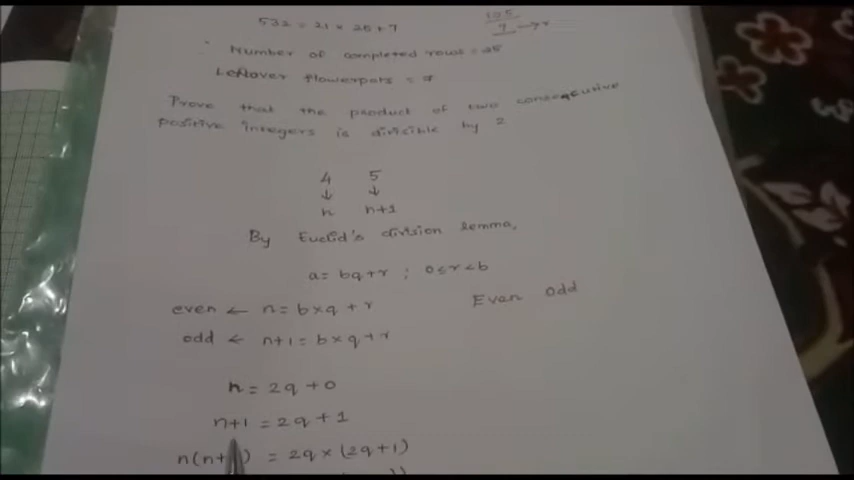 532 = 21 x 25 + 7
Number of completed rows = 25
Leftover flowerpots = 7
Prove that the product of two consecutive
positive integers is divisible by 2
4 5
↓ ↓
n n+1
By Euclid's division lemma,
a = bq + r ; 0 ≤ r < b
even ← n = b x q + r
Even odd
odd ← n+1 = b x q + r
n = 2q + 0
n+1 = 2q + 1
n(n+ ) = 2q x (2q+1)